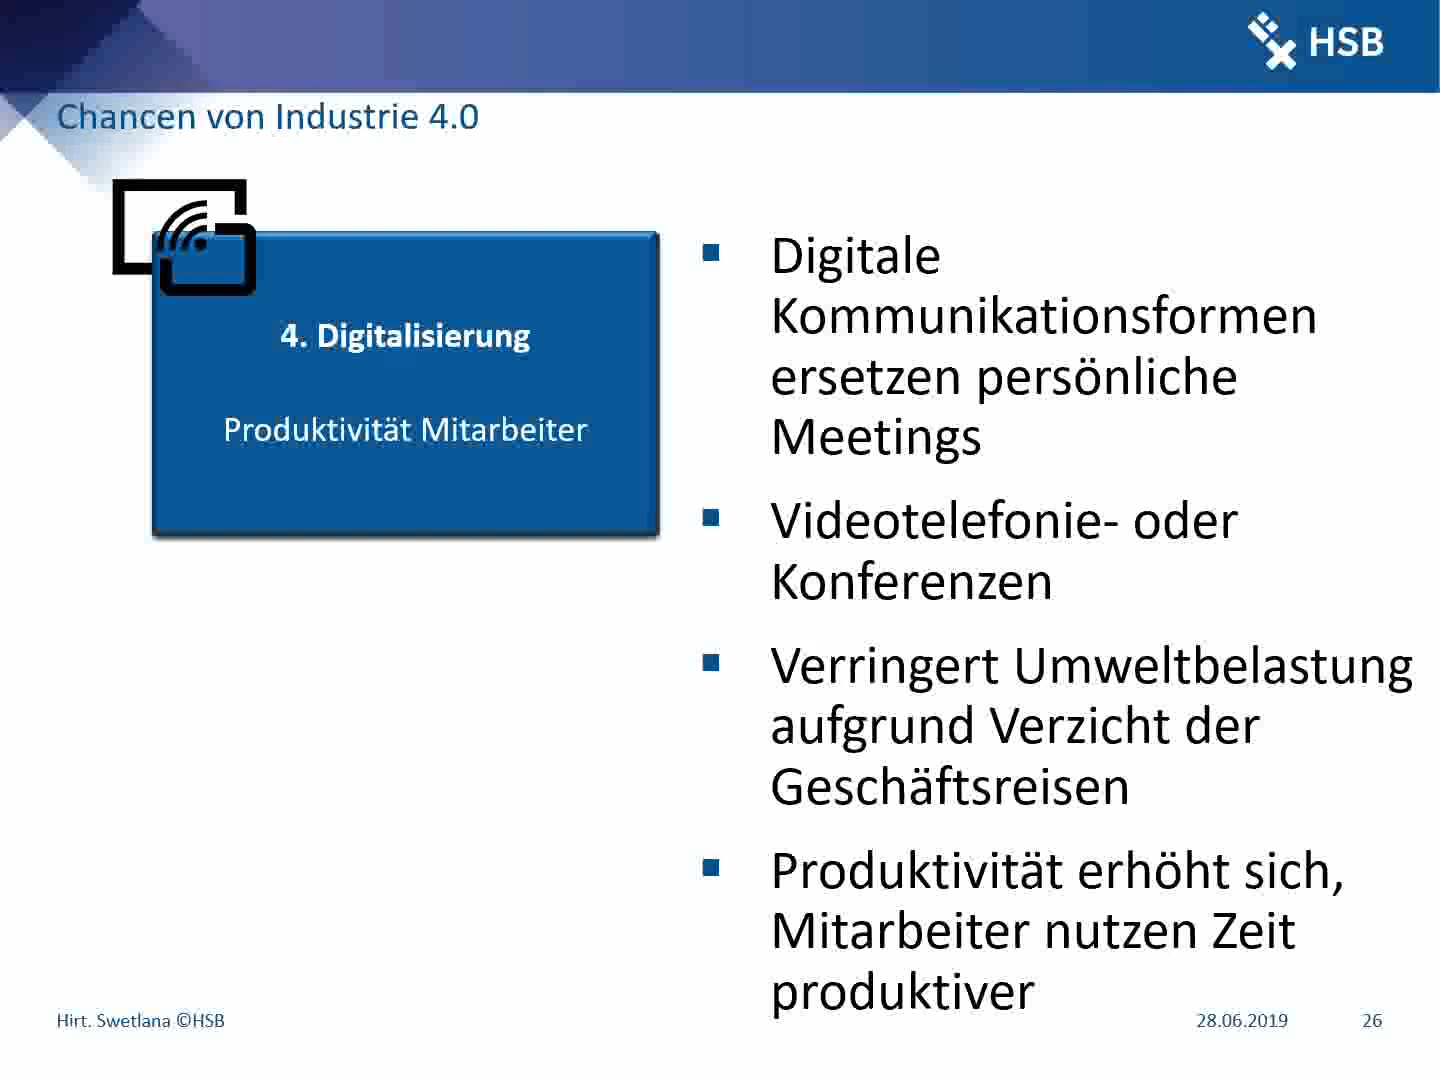 HSB
Chancen von Industrie 4.0
4. Digitalisierung
Produktivität Mitarbeiter
Digitale
Kommunikationsformen
ersetzen persönliche
Meetings
Videotelefonie- oder
Konferenzen
Verringert Umweltbelastung
aufgrund Verzicht der
Geschäftsreisen
Produktivität erhöht sich,
Mitarbeiter nutzen Zeit
produktiver
Hirt. Swetlana ©HSB
28.06.2019
26